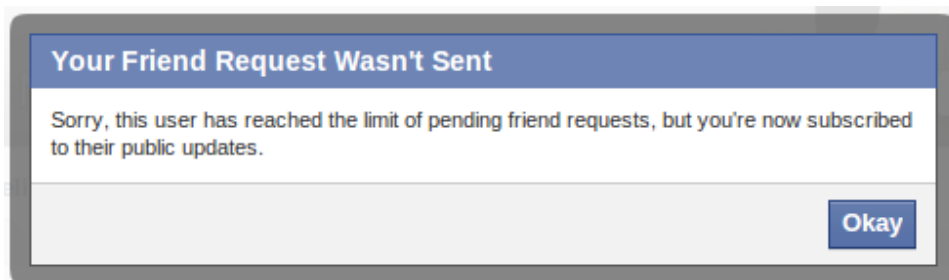 Your Friend Request Wasn't Sent
Sorry, this user has reached the limit of pending friend requests, but you're now subscribed
to their public updates.
Okay